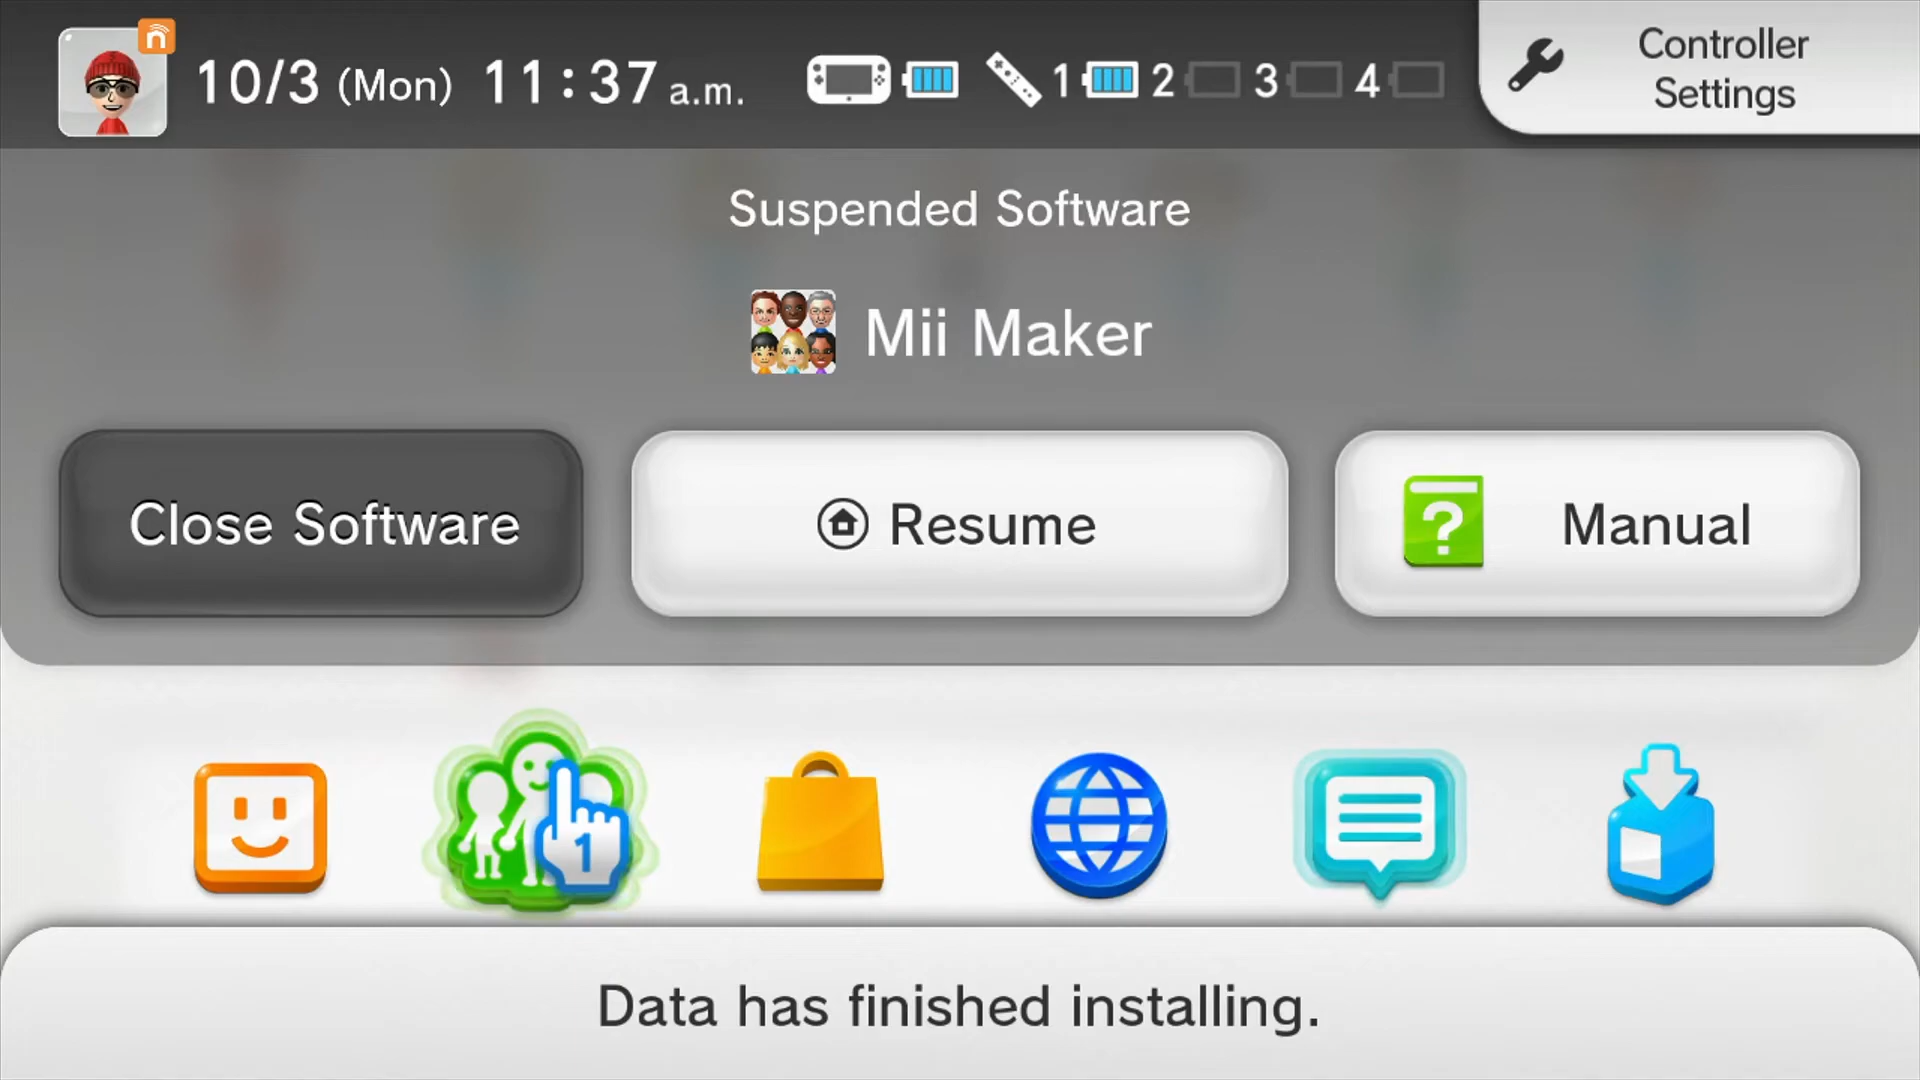 10/3 (Mon) 11:37 a.m. 1 2 3 4
Controller
Settings
Suspended Software
Mii Maker
Close Software
Resume
? Manual
1
Data has finished installing.